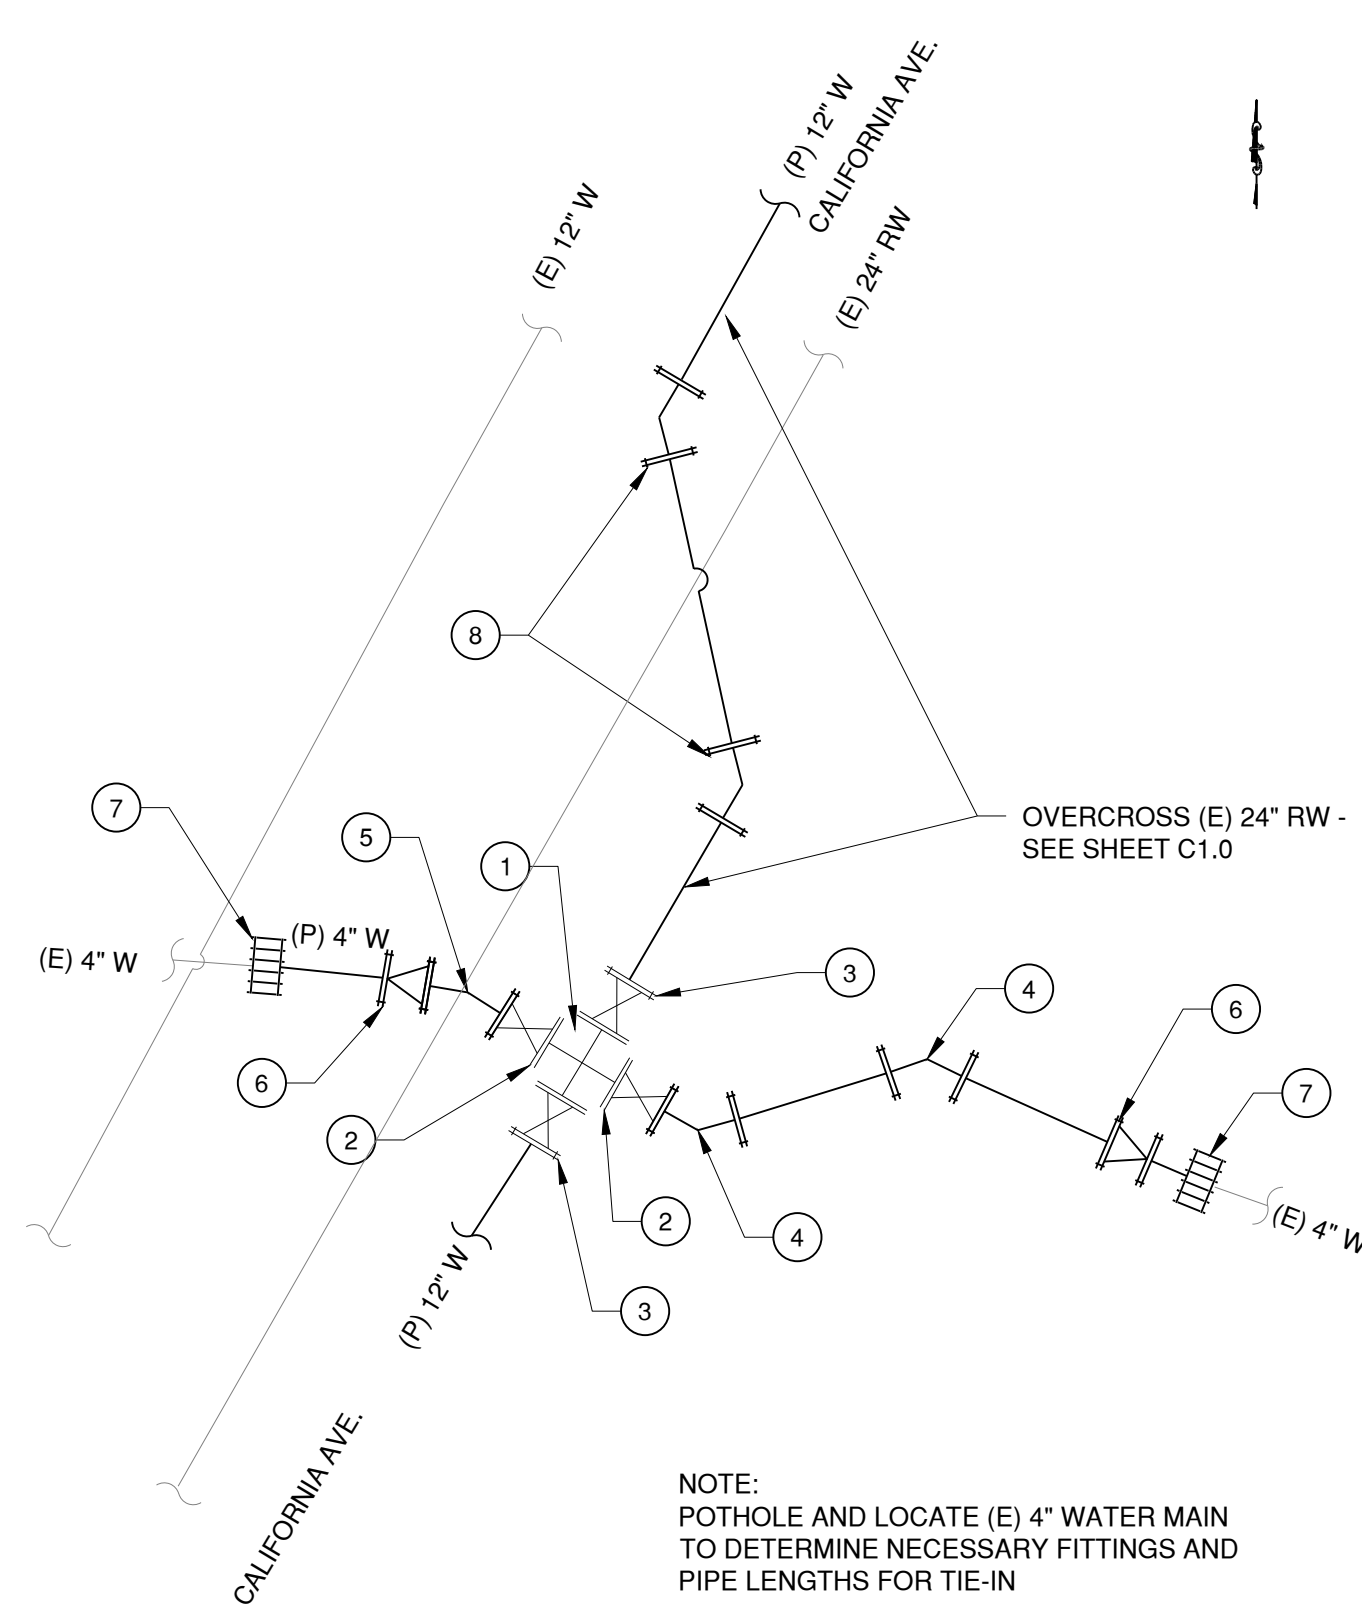 (P) 12" W
CALIFORNIA AVE.
(E) 12" W
(E) 24" RW
8
7
5
1
OVERCROSS (E) 24" RW -
SEE SHEET C1.0
(P) 4" W
(E) 4" W
3
4
6
6
7
2
2
4
(E) 4" W
(P) 12" W
3
CALIFORNIA AVE.
NOTE:
POTHOLE AND LOCATE (E) 4" WATER MAIN
TO DETERMINE NECESSARY FITTINGS AND
PIPE LENGTHS FOR TIE-IN